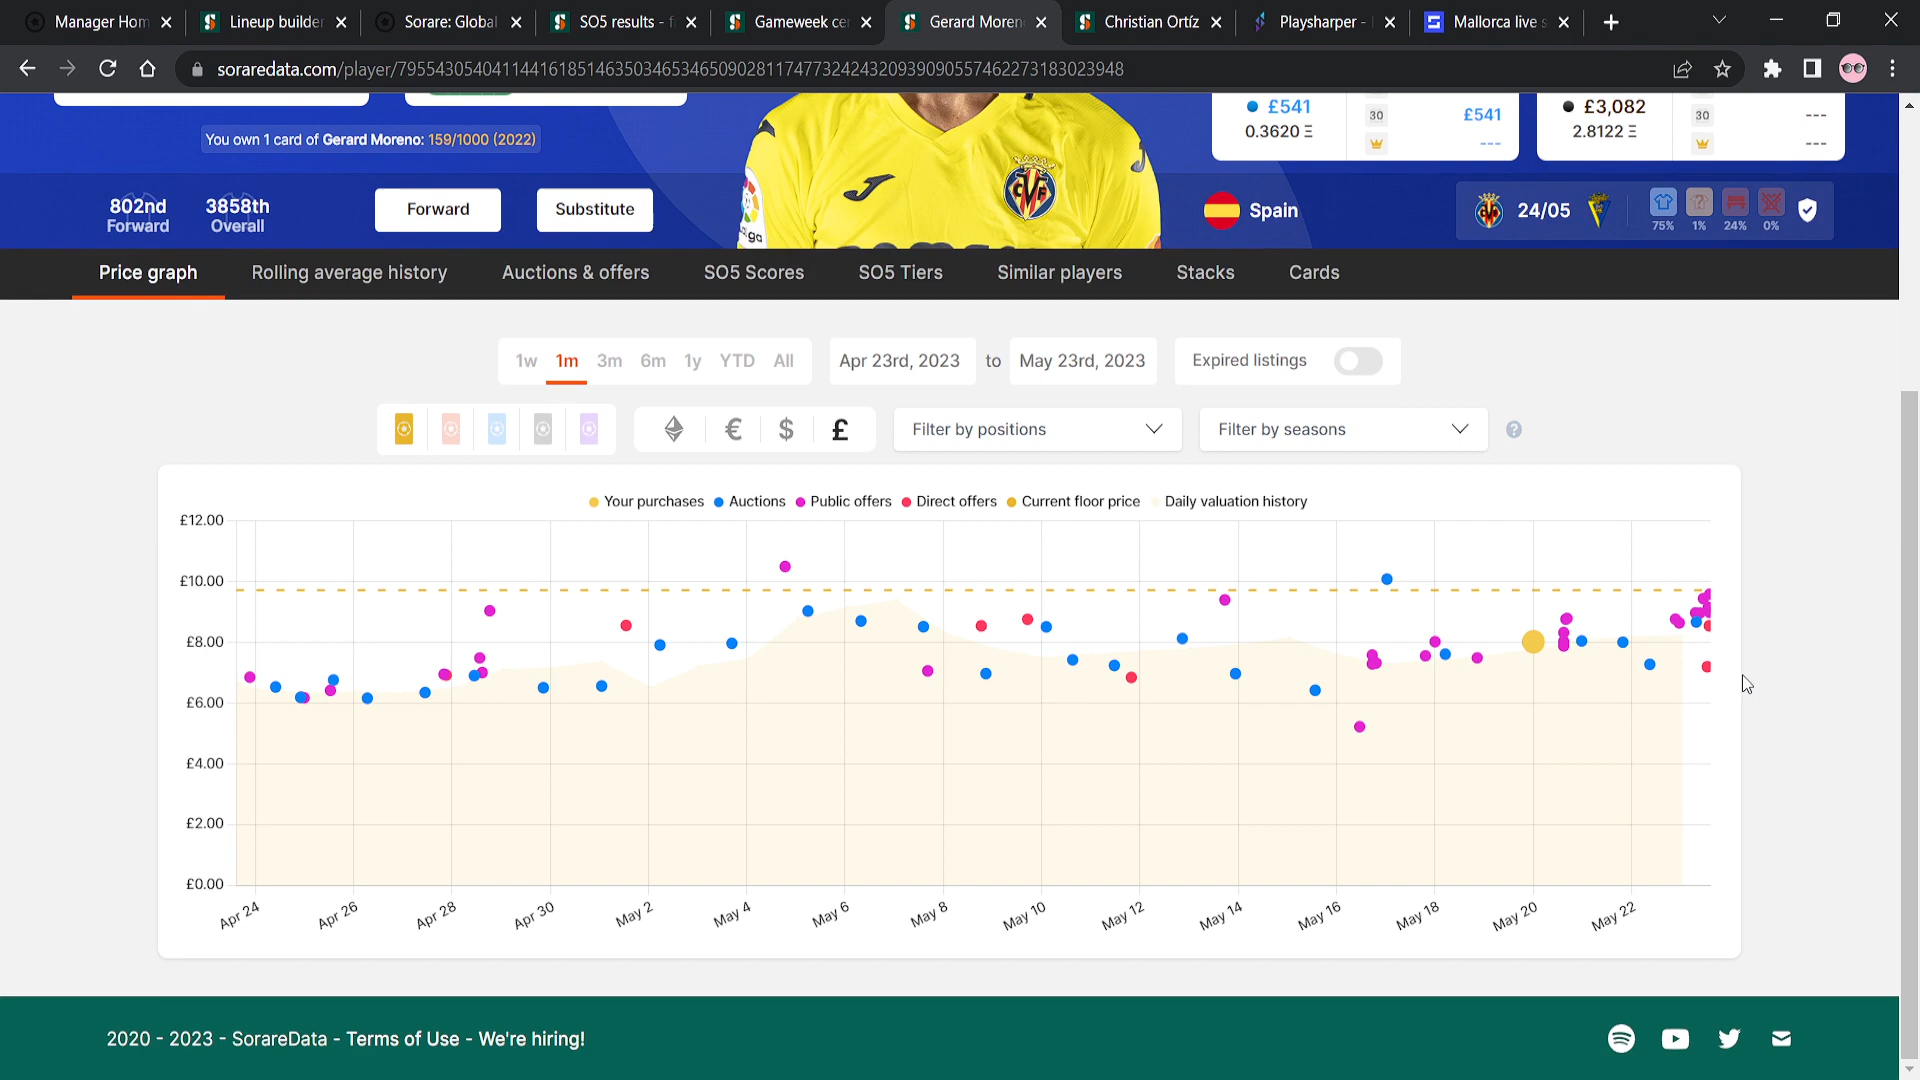 Manager Hom
Lineup builder
Sorare: Global
SO5 results - f
Gameweek ce
Gerard Moren
Christian Ortíz
Playsharper -
Mallorca live s
soraredata.com/player/79554305404114416185146350346534650902811747732424320939090557462273183023948
£541
0.3620 Ξ
30
£541
---
£3,082
2.8122 Ξ
30
---
---
You own 1 card of Gerard Moreno: 159/1000 (2022)
802nd
Forward
3858th
Overall
Forward
Substitute
Spain
24/05
75%
1%
24%
0%
Price graph
Rolling average history
Auctions & offers
SO5 Scores
SO5 Tiers
Similar players
Stacks
Cards
1w 1m 3m 6m 1y YTD All
Apr 23rd, 2023 to May 23rd, 2023
Expired listings
€ $ £
Filter by positions
Filter by seasons
?
Your purchases Auctions Public offers Direct offers Current floor price Daily valuation history
£12.00
£10.00
£8.00
£6.00
£4.00
£2.00
£0.00
Apr 24
Apr 26
Apr 28
Apr 30
May 2
May 4
May 6
May 8
May 10
May 12
May 14
May 16
May 18
May 20
May 22
2020 - 2023 - SorareData - Terms of Use - We're hiring!